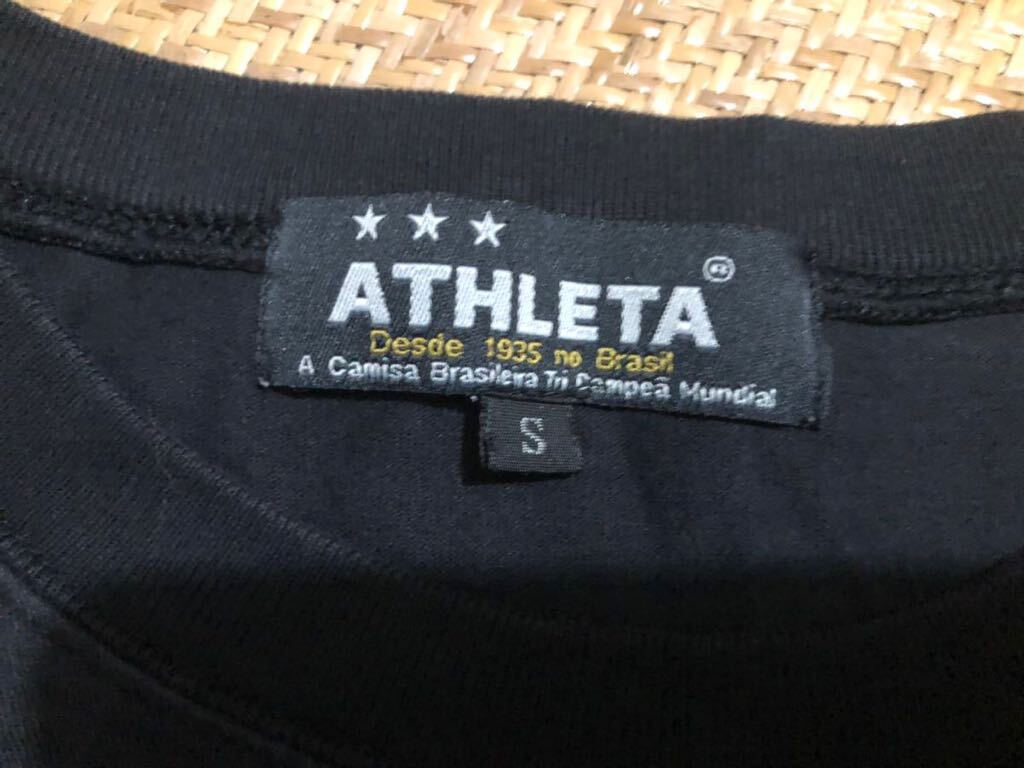 ATHLETA®
Desde 1935 no Brasil
A Camisa Brasileira Tri Campeã Mundial
S